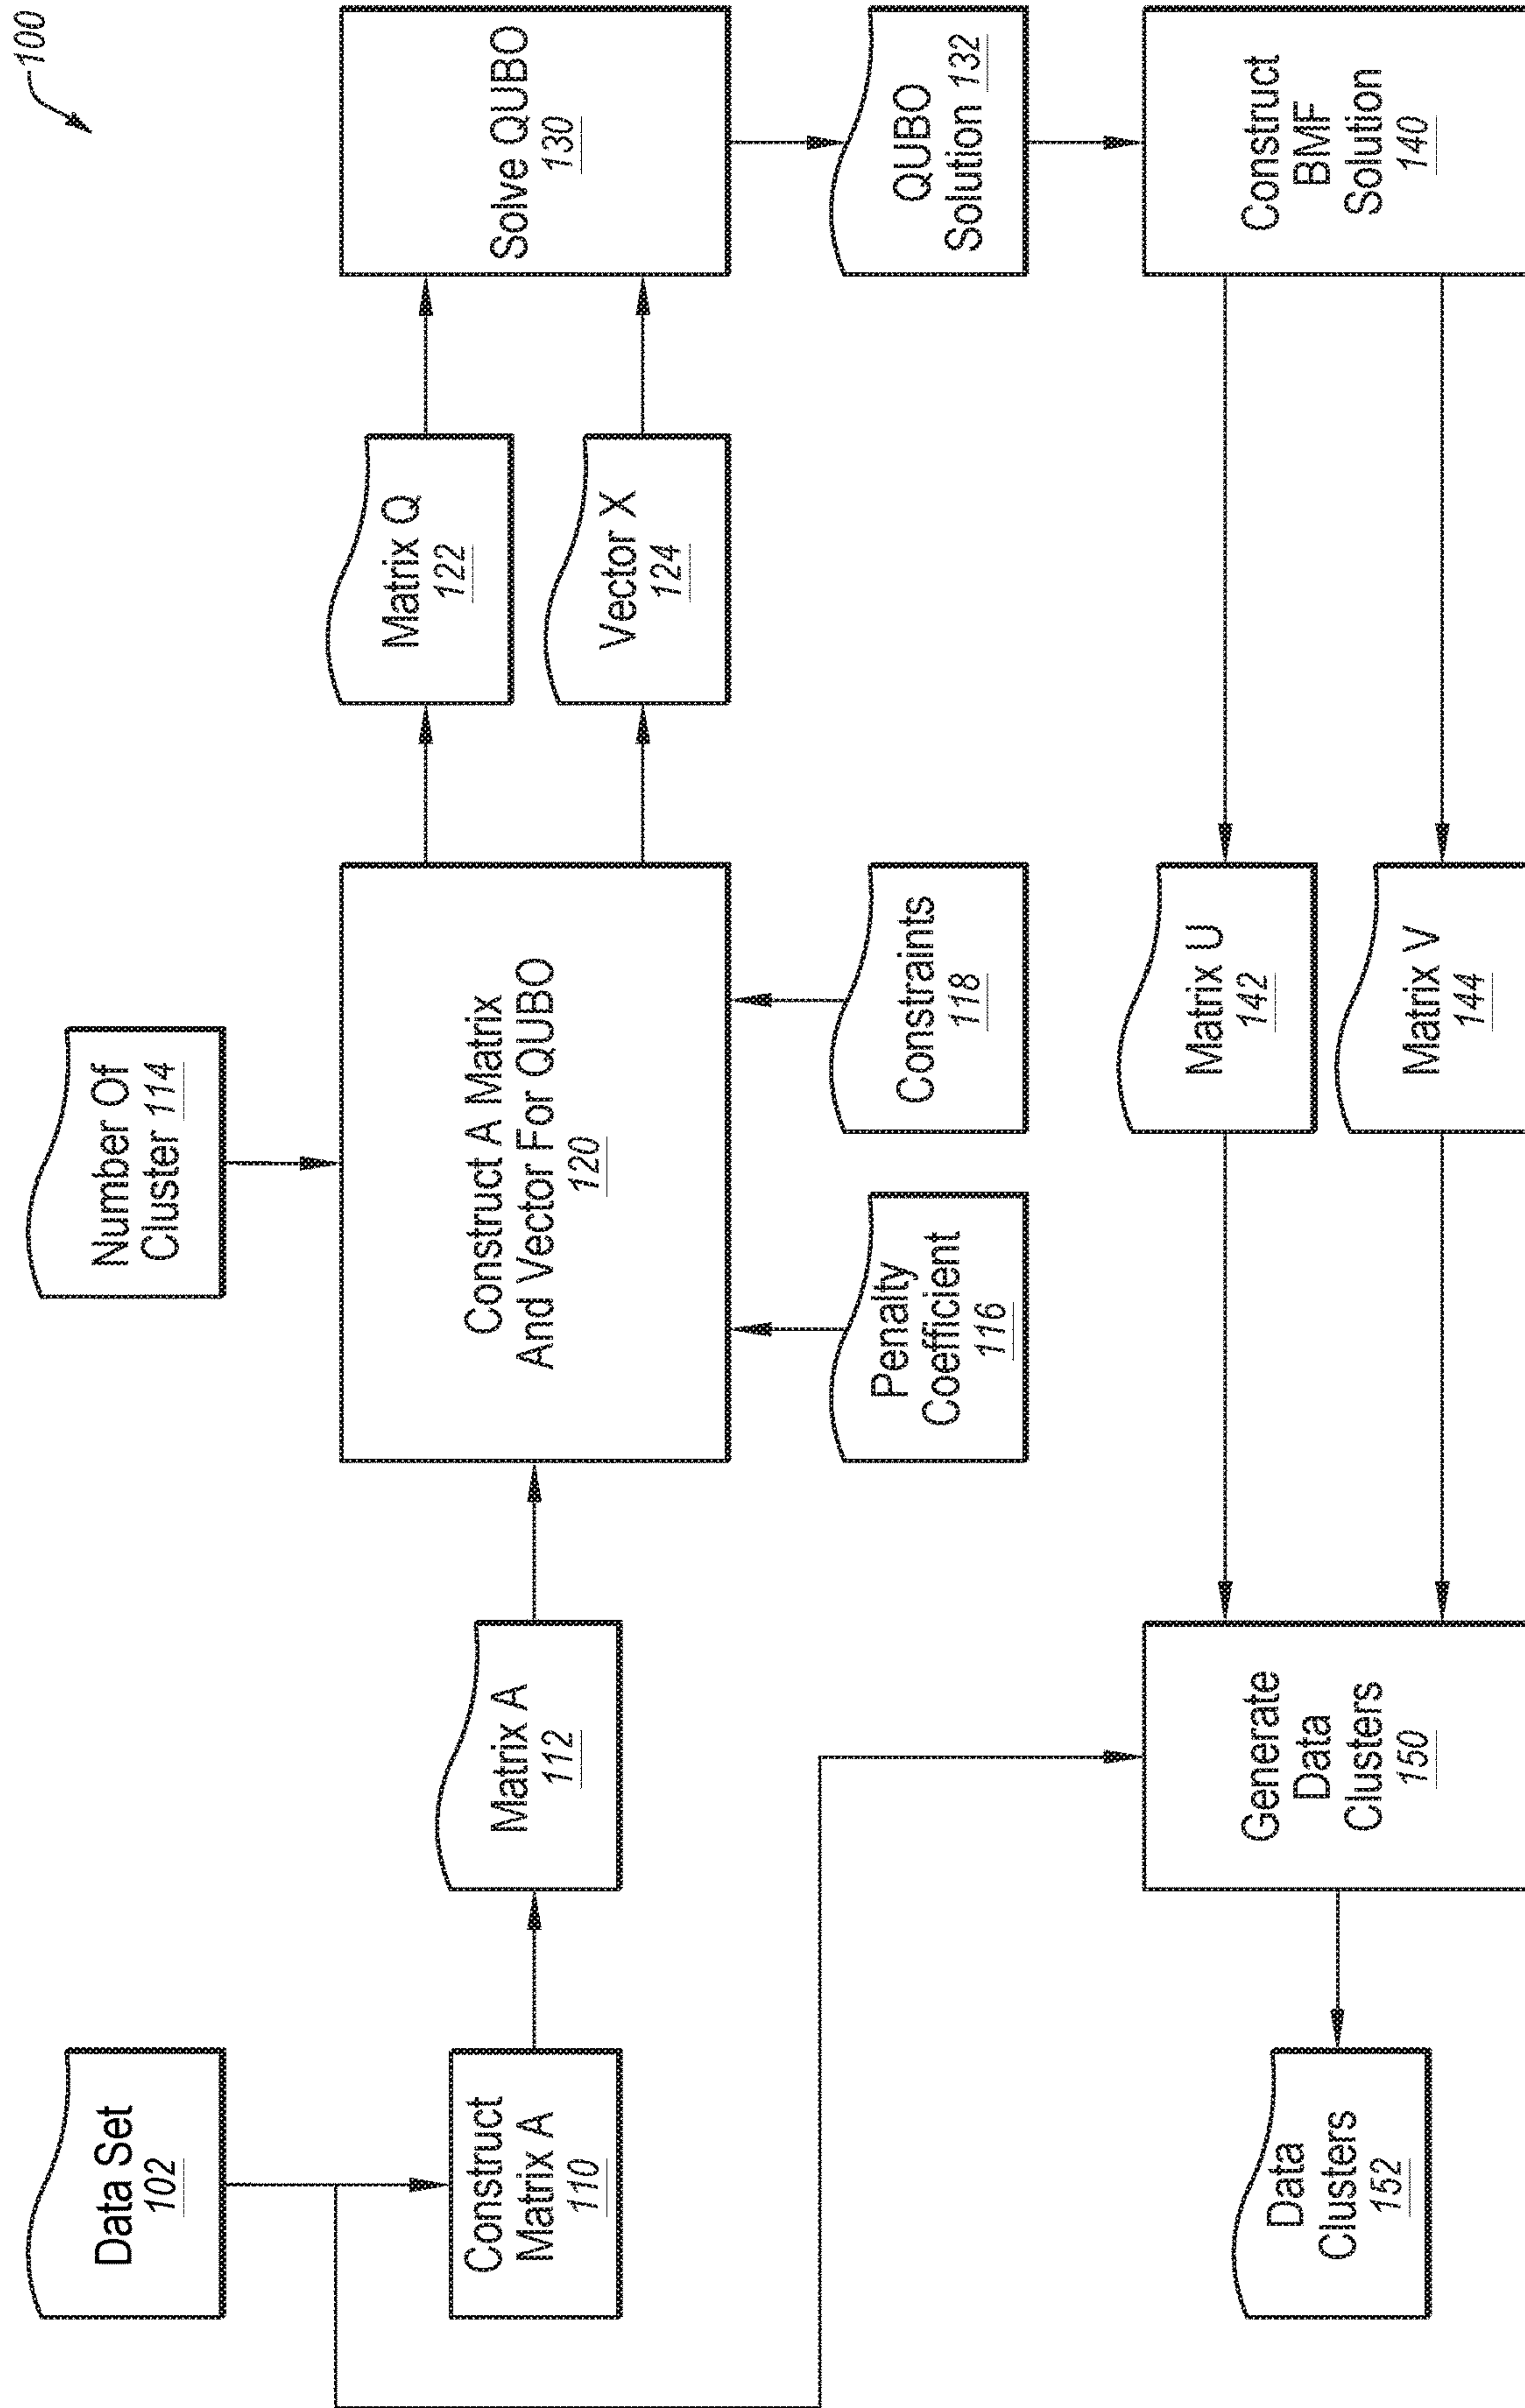 100
Data Set
102
Number Of
Cluster 114
Construct
Matrix A
110
Matrix A
112
Construct A Matrix
And Vector For QUBO
120
Matrix Q
122
Vector X
124
Solve QUBO
130
Penalty
Coefficient
116
Constraints
118
QUBO
Solution 132
Data
Clusters
152
Generate
Data
Clusters
150
Matrix U
142
Matrix V
144
Construct
BMF
Solution
140